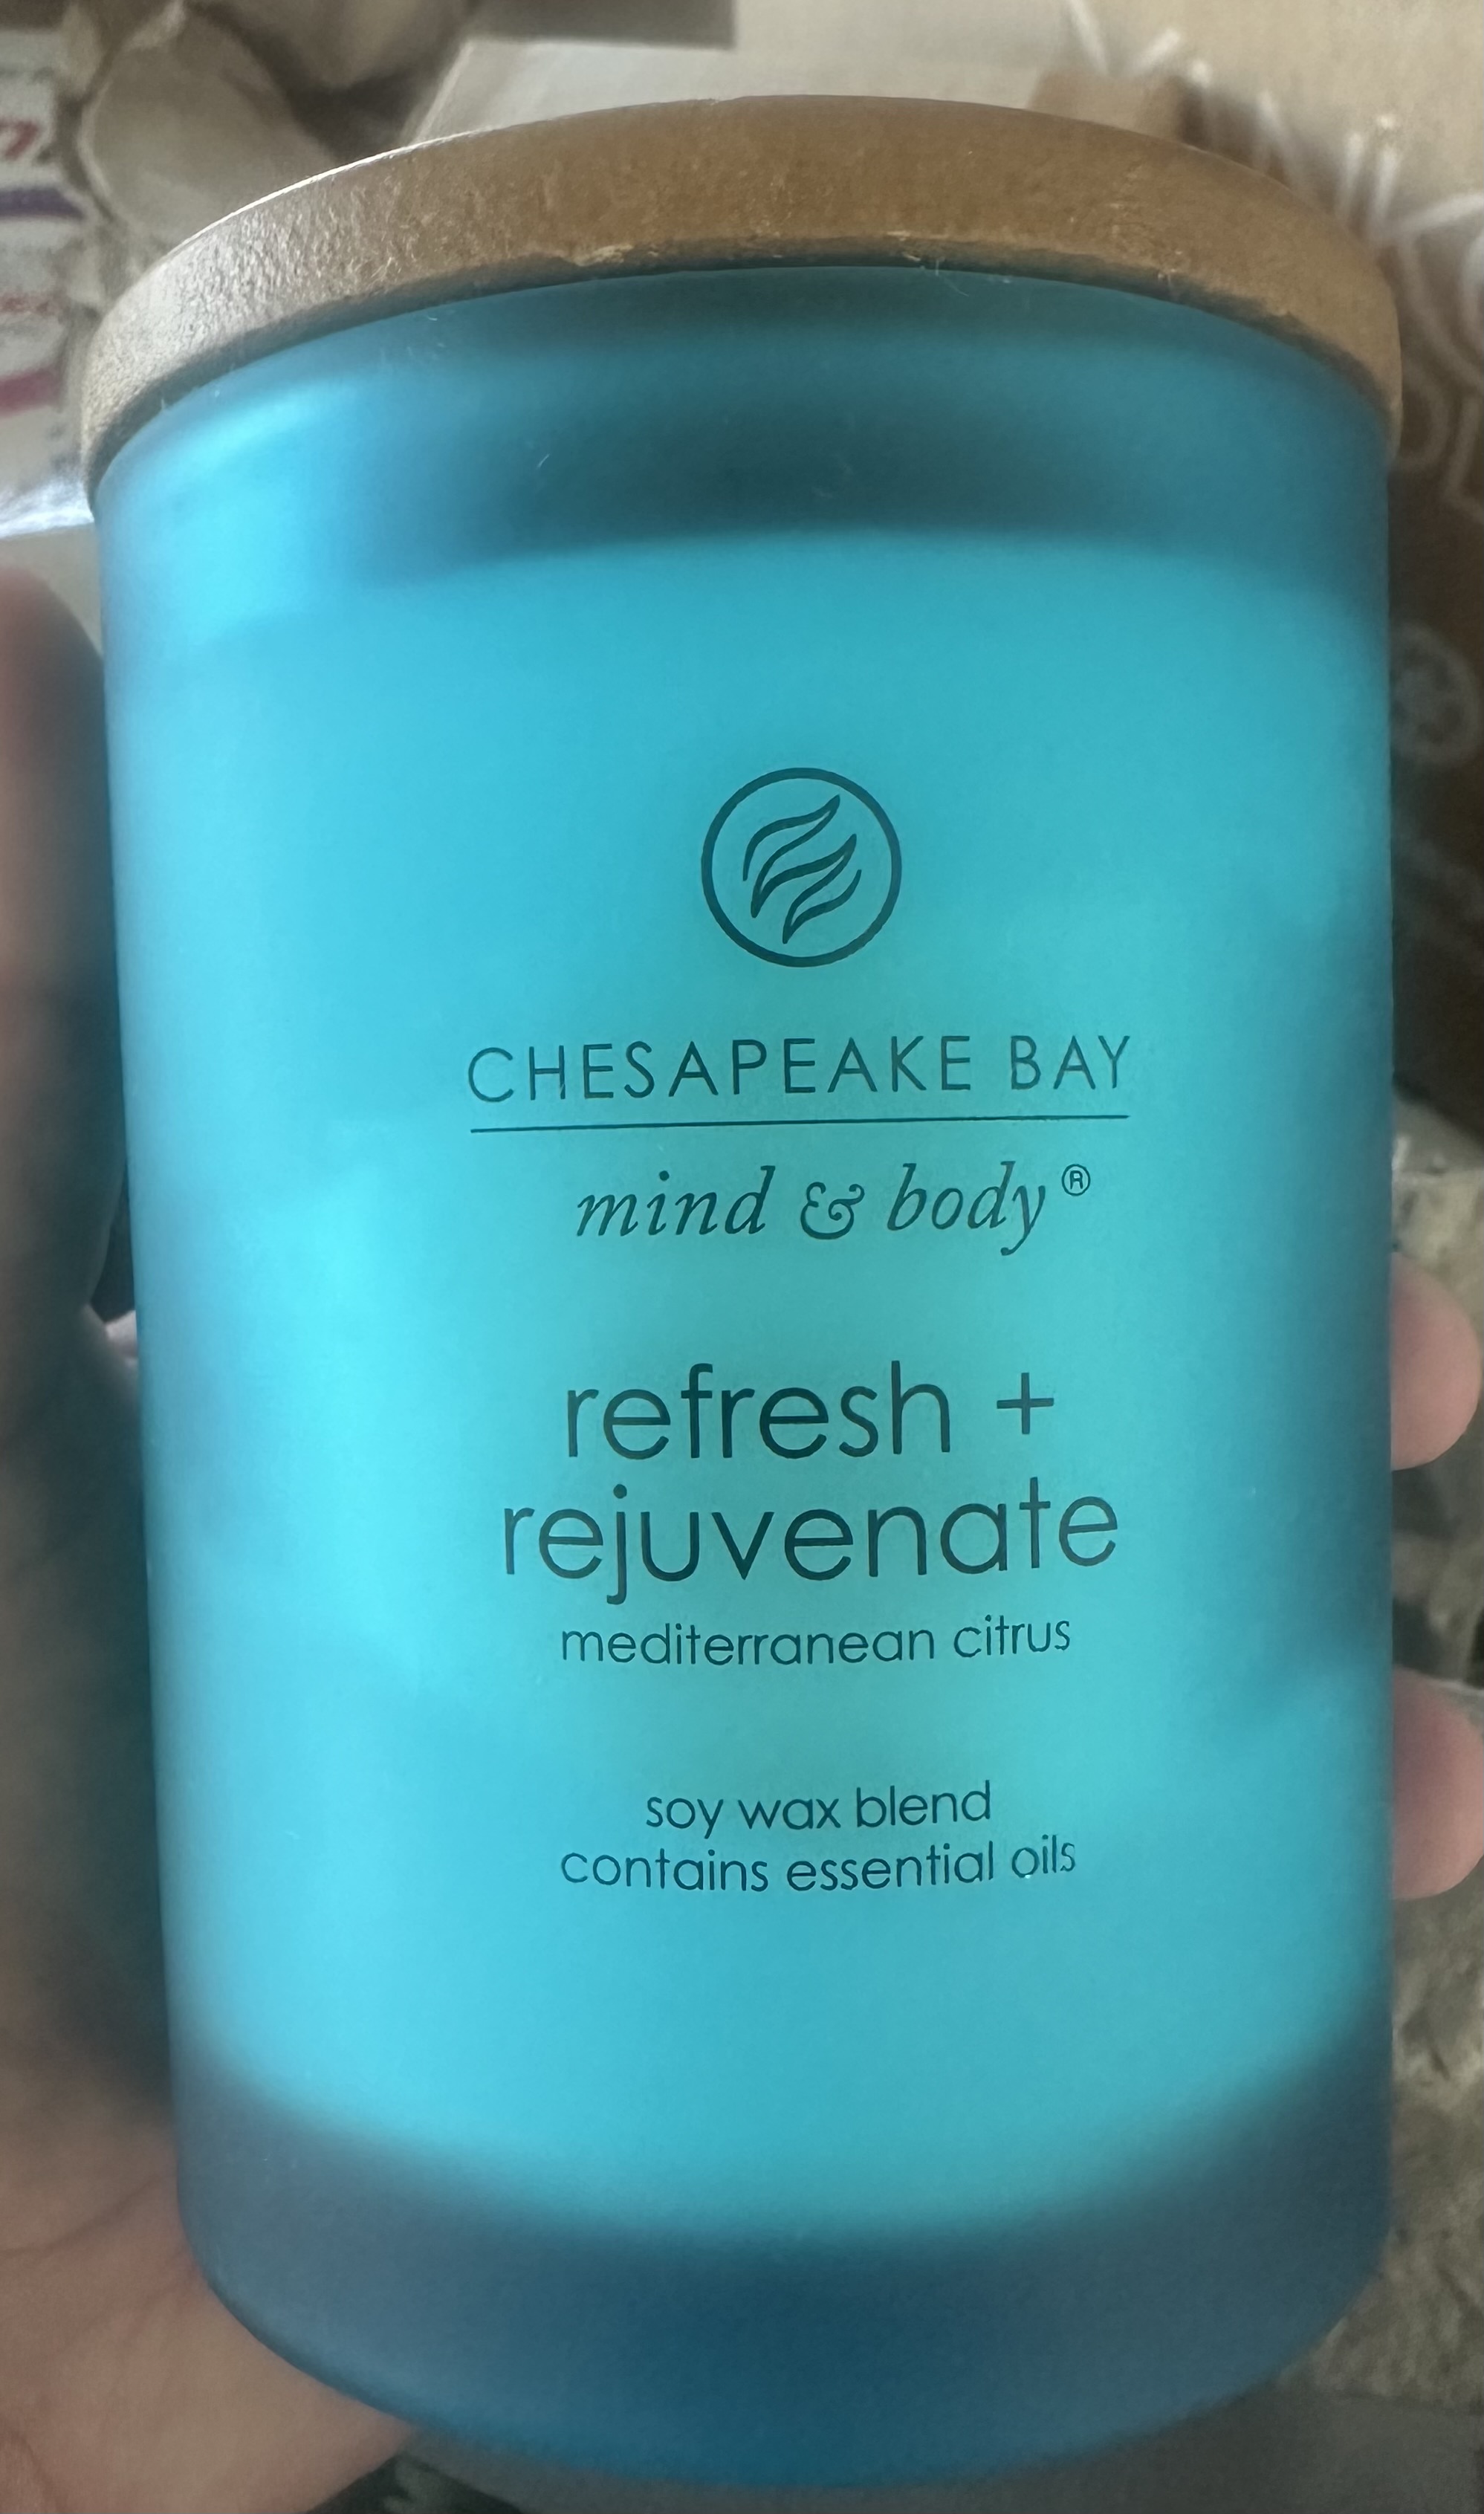 CHESAPEAKE BAY
mind & body®
refresh +
rejuvenate
mediterranean citrus
soy wax blend
contains essential oils